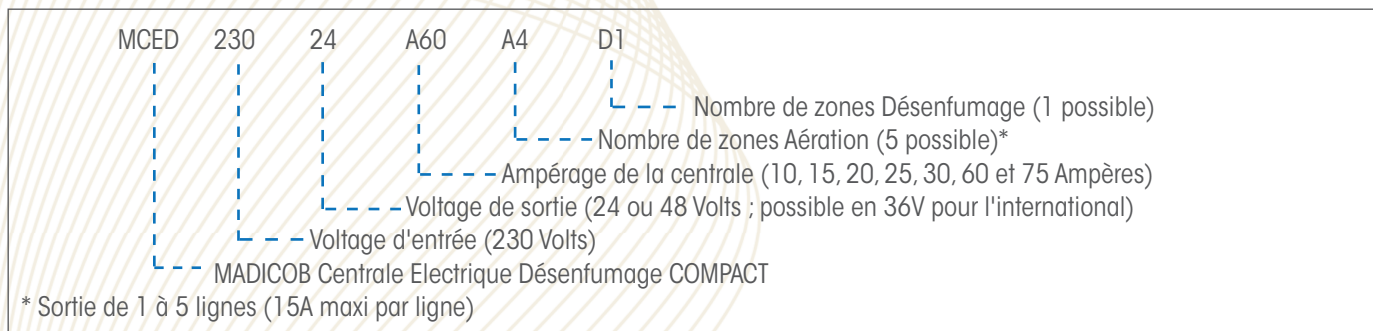 MCED 230 24 A60 A4 D1
Nombre de zones Désenfumage (1 possible)
Nombre de zones Aération (5 possible)*
Ampérage de la centrale (10, 15, 20, 25, 30, 60 et 75 Ampères)
Voltage de sortie (24 ou 48 Volts ; possible en 36V pour l'international)
Voltage d'entrée (230 Volts)
MADICOB Centrale Electrique Désenfumage COMPACT
* Sortie de 1 à 5 lignes (15A maxi par ligne)